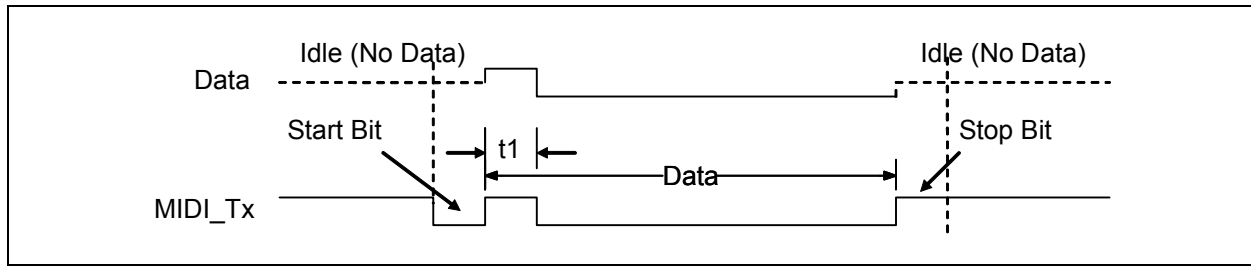 Idle (No Data)
Idle (No Data)
Data
Start Bit
t1
Stop Bit
Data
MIDI_Tx